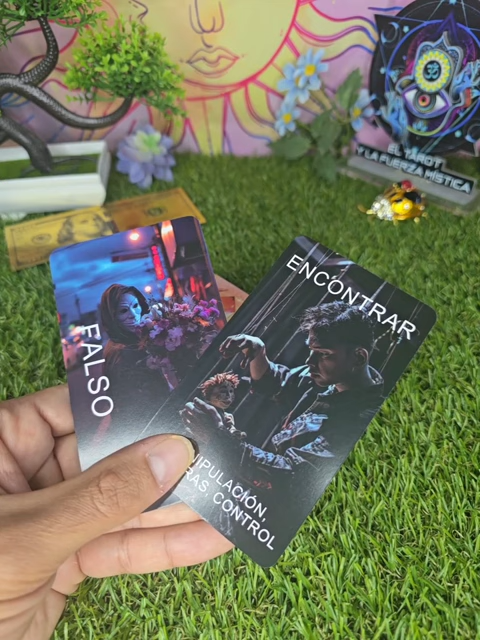 EL TAROT
Y LA FUERZA MÍSTICA
FALSO
ENCONTRAR
CONTROL